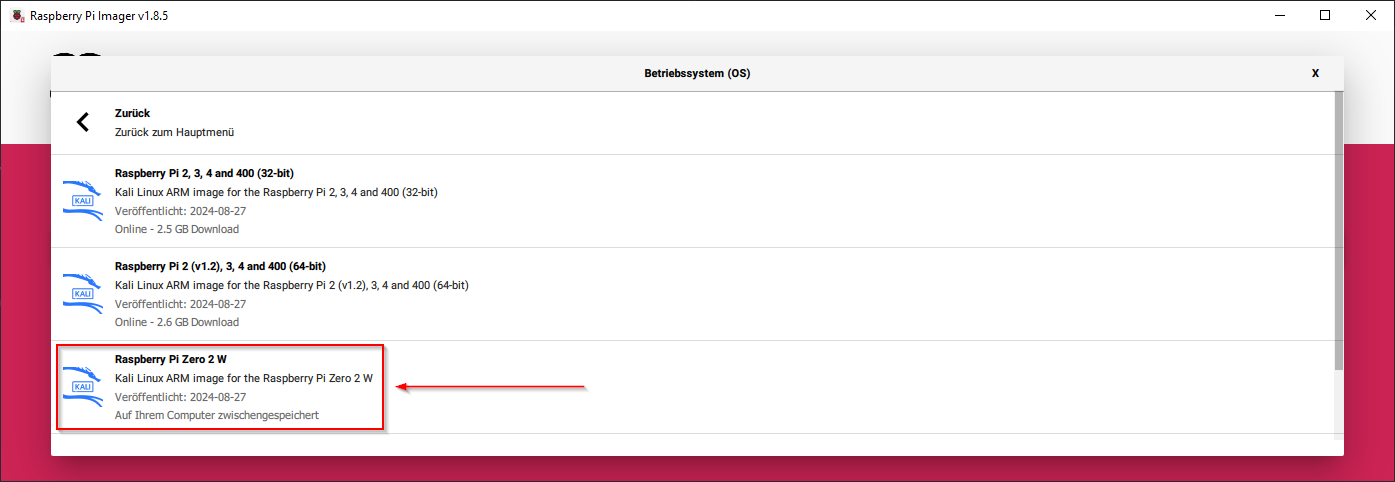 Raspberry Pi Imager v1.8.5
Betriebssystem (OS)
X
Zurück
Zurück zum Hauptmenü
Raspberry Pi 2, 3, 4 and 400 (32-bit)
Kali Linux ARM image for the Raspberry Pi 2, 3, 4 and 400 (32-bit)
Veröffentlicht: 2024-08-27
Online - 2.5 GB Download
KALI
Raspberry Pi 2 (v1.2), 3, 4 and 400 (64-bit)
Kali Linux ARM image for the Raspberry Pi 2 (v1.2), 3, 4 and 400 (64-bit)
Veröffentlicht: 2024-08-27
Online - 2.6 GB Download
KALI
Raspberry Pi Zero 2 W
Kali Linux ARM image for the Raspberry Pi Zero 2 W
Veröffentlicht: 2024-08-27
Auf Ihrem Computer zwischengespeichert
KALI